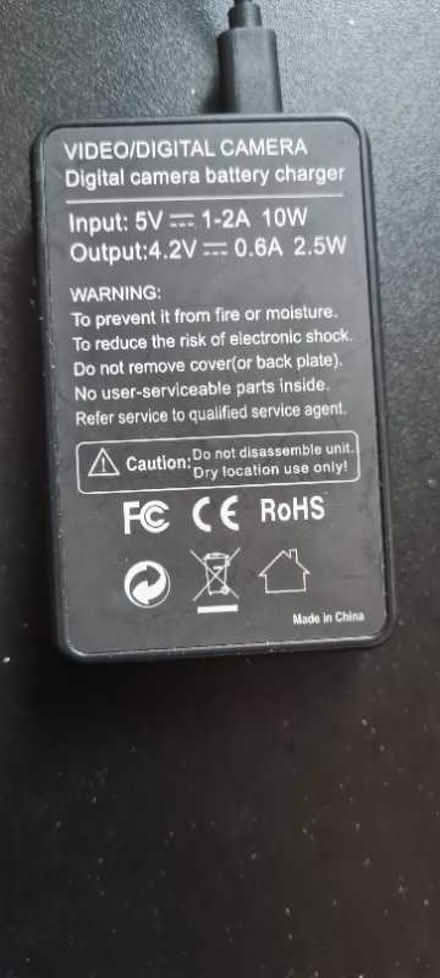 VIDEO/DIGITAL CAMERA
Digital camera battery charger
Input: 5V ⎓ 1-2A 10W
Output:4.2V ⎓ 0.6A 2.5W
WARNING:
To prevent it from fire or moisture.
To reduce the risk of electronic shock.
Do not remove cover(or back plate).
No user-serviceable parts inside.
Refer service to qualified service agent.
Caution: Do not disassemble unit.
Dry location use only!
FC CE RoHS
Made in China